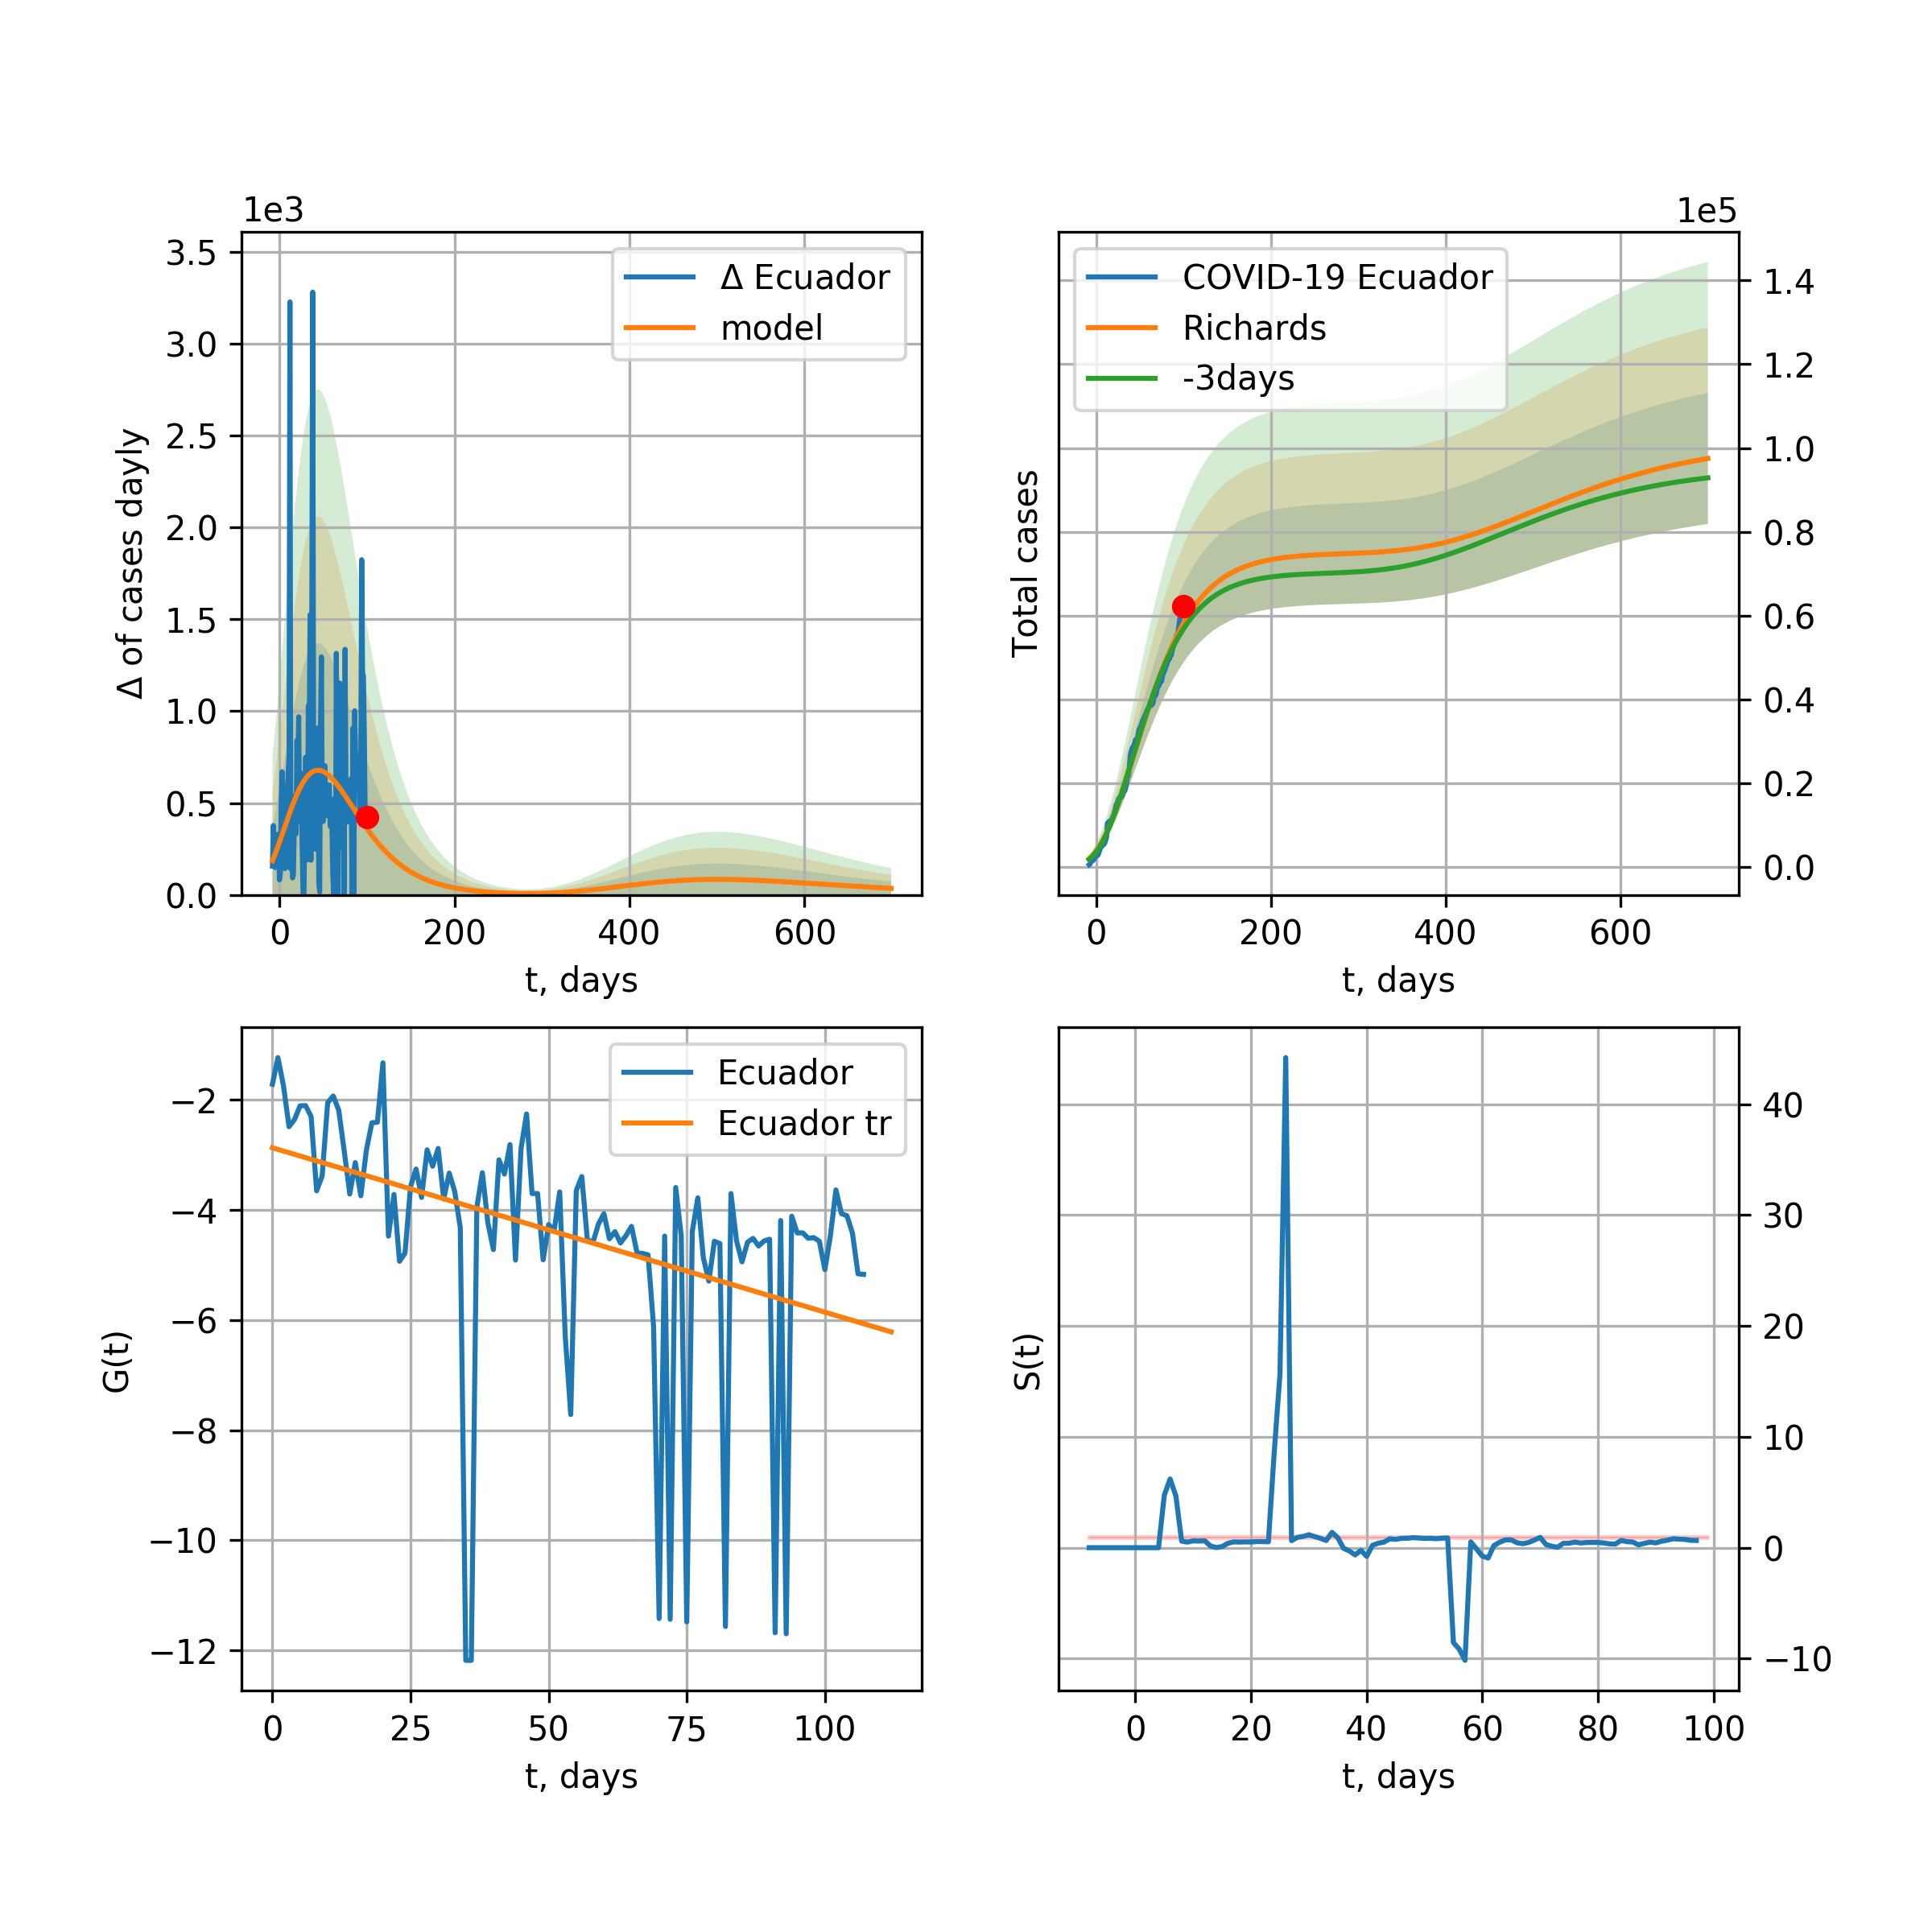 1e3
3.5
3.0
2.5
2.0
1.5
1.0
0.5
0.0
Δ of cases dayly
Δ Ecuador
model
0 200 400 600
t, days
1e5
COVID-19 Ecuador
Richards
-3days
Total cases
1.4
1.2
1.0
0.8
0.6
0.4
0.2
0.0
0 200 400 600
t, days
−2
−4
−6
−8
−10
−12
G(t)
Ecuador
Ecuador tr
0 25 50 75 100
t, days
S(t)
40
30
20
10
0
−10
0 20 40 60 80 100
t, days